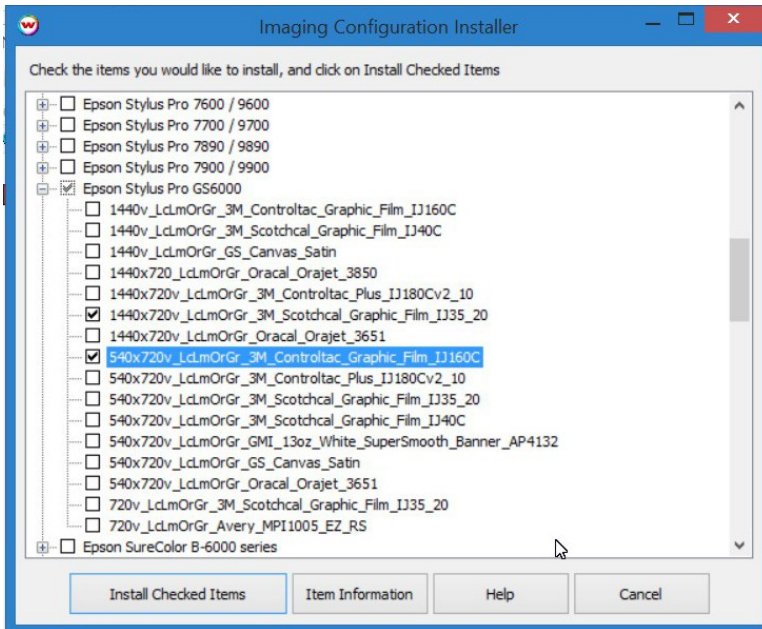 Imaging Configuration Installer
Check the items you would like to install, and click on Install Checked Items
Epson Stylus Pro 7600 / 9600
Epson Stylus Pro 7700 / 9700
Epson Stylus Pro 7890 / 9890
Epson Stylus Pro 7900 / 9900
Epson Stylus Pro GS6000
1440v_LcLmOrGr_3M_Controltac_Graphic_Film_IJ160C
1440v_LcLmOrGr_3M_Scotchcal_Graphic_Film_IJ40C
1440v_LcLmOrGr_GS_Canvas_Satin
1440x720_LcLmOrGr_Oracal_Orajet_3850
1440x720v_LcLmOrGr_3M_Controltac_Plus_IJ180Cv2_10
1440x720v_LcLmOrGr_3M_Scotchcal_Graphic_Film_IJ35_20
1440x720v_LcLmOrGr_Oracal_Orajet_3651
540x720v_LcLmOrGr_3M_Controltac_Graphic_Film_IJ160C
540x720v_LcLmOrGr_3M_Controltac_Plus_IJ180Cv2_10
540x720v_LcLmOrGr_3M_Scotchcal_Graphic_Film_IJ35_20
540x720v_LcLmOrGr_3M_Scotchcal_Graphic_Film_IJ40C
540x720v_LcLmOrGr_GMI_13oz_White_SuperSmooth_Banner_AP4132
540x720v_LcLmOrGr_GS_Canvas_Satin
540x720v_LcLmOrGr_Oracal_Orajet_3651
720v_LcLmOrGr_3M_Scotchcal_Graphic_Film_IJ35_20
720v_LcLmOrGr_Avery_MPI1005_EZ_RS
Epson SureColor B-6000 series
Install Checked Items
Item Information
Help
Cancel